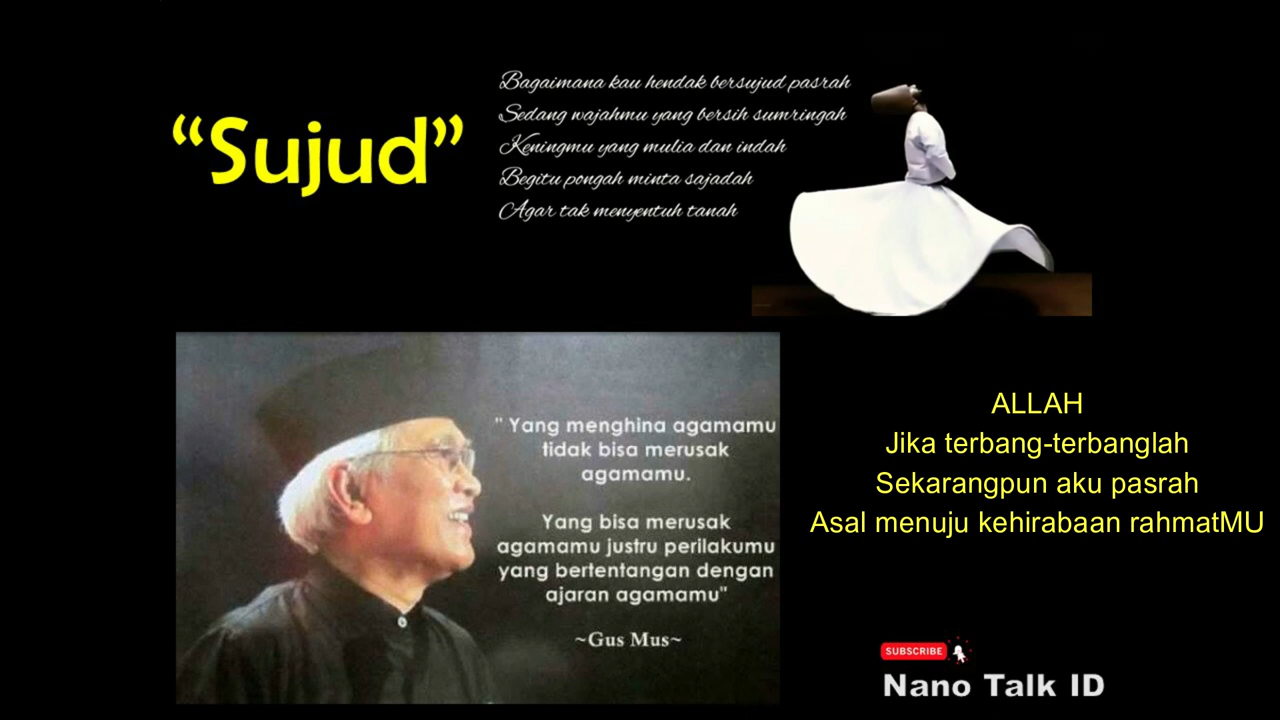 “Sujud”
Bagaimana kau hendak bersujud pasrah
Sedang wajahmu yang bersih sumringah
Keningmu yang mulia dan indah
Begitu pongah minta sajadah
Agar tak menyentuh tanah
" Yang menghina agamamu
tidak bisa merusak
agamamu.
Yang bisa merusak
agamamu justru perilakumu
yang bertentangan dengan
ajaran agamamu"
~Gus Mus~
ALLAH
Jika terbang-terbanglah
Sekarangpun aku pasrah
Asal menuju kehirabaan rahmatMU
SUBSCRIBE
Nano Talk ID